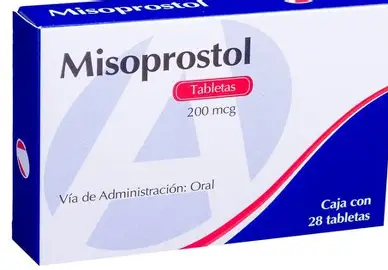 Misoprostol
Tabletas
200 mcg
Vía de Administración: Oral
Caja con
28 tabletas